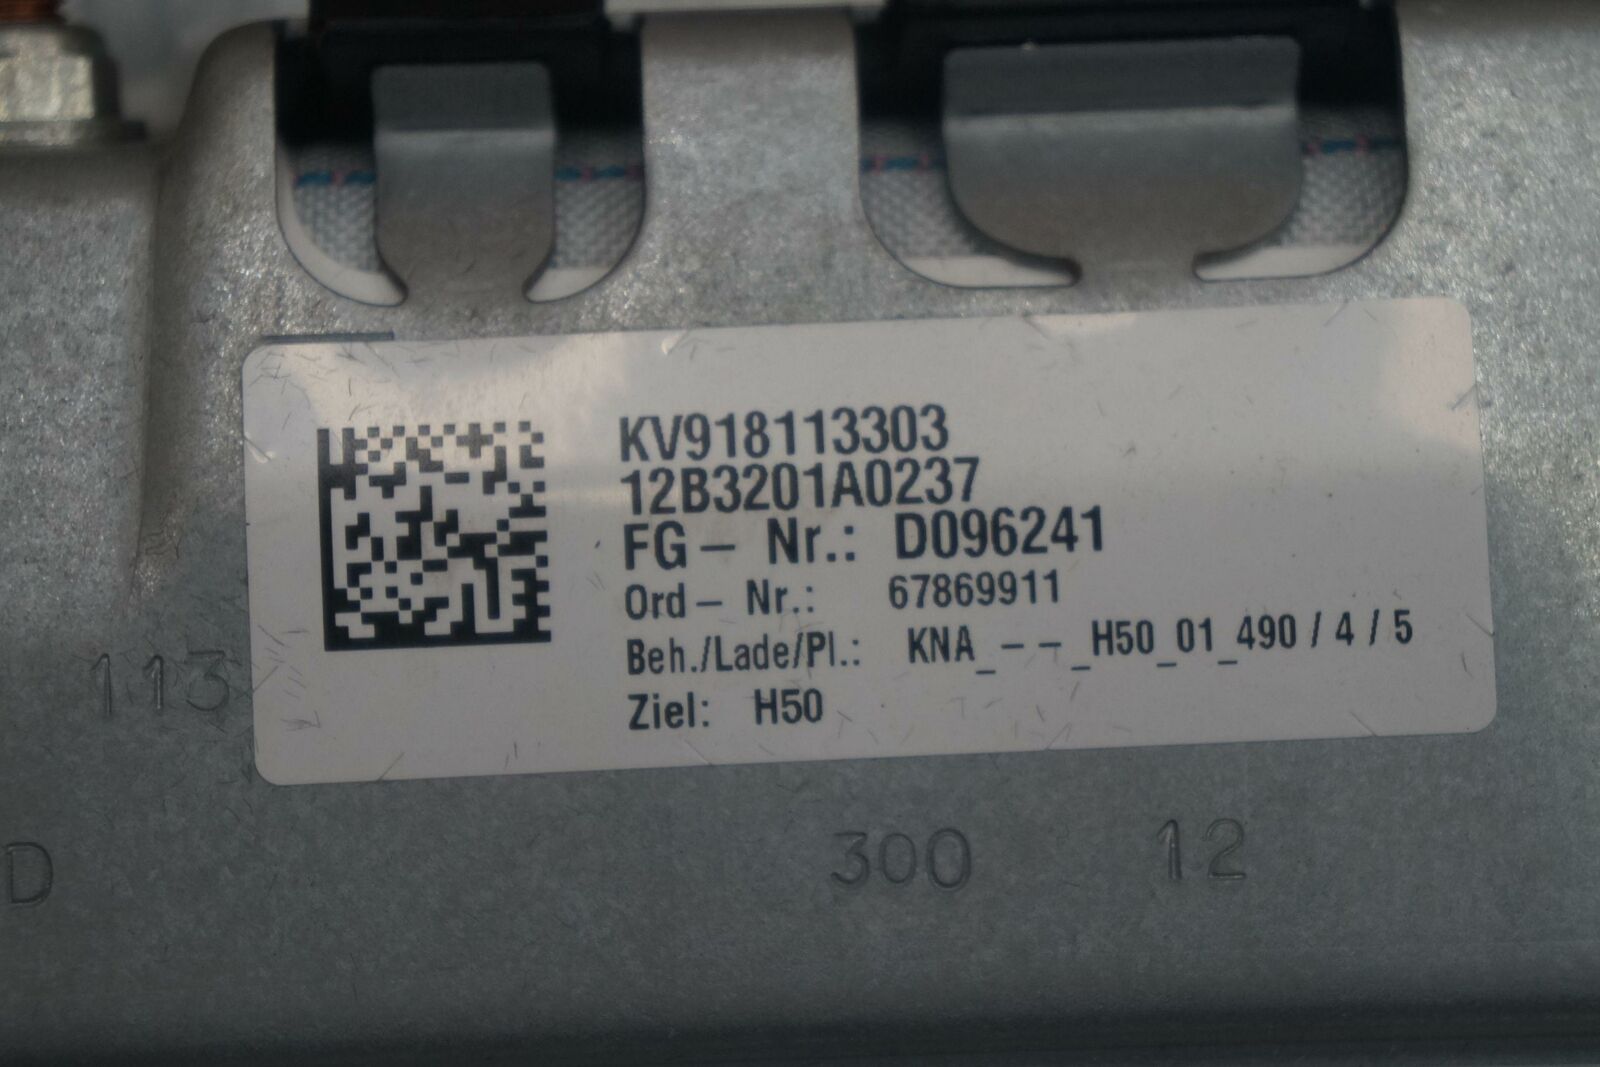 KV918113303
12B3201A0237
FG – Nr.: D096241
Ord – Nr.: 67869911
Beh./Lade/Pl.: KNA_ – – _H50_01_490 / 4 / 5
Ziel: H50
113
D
300 12